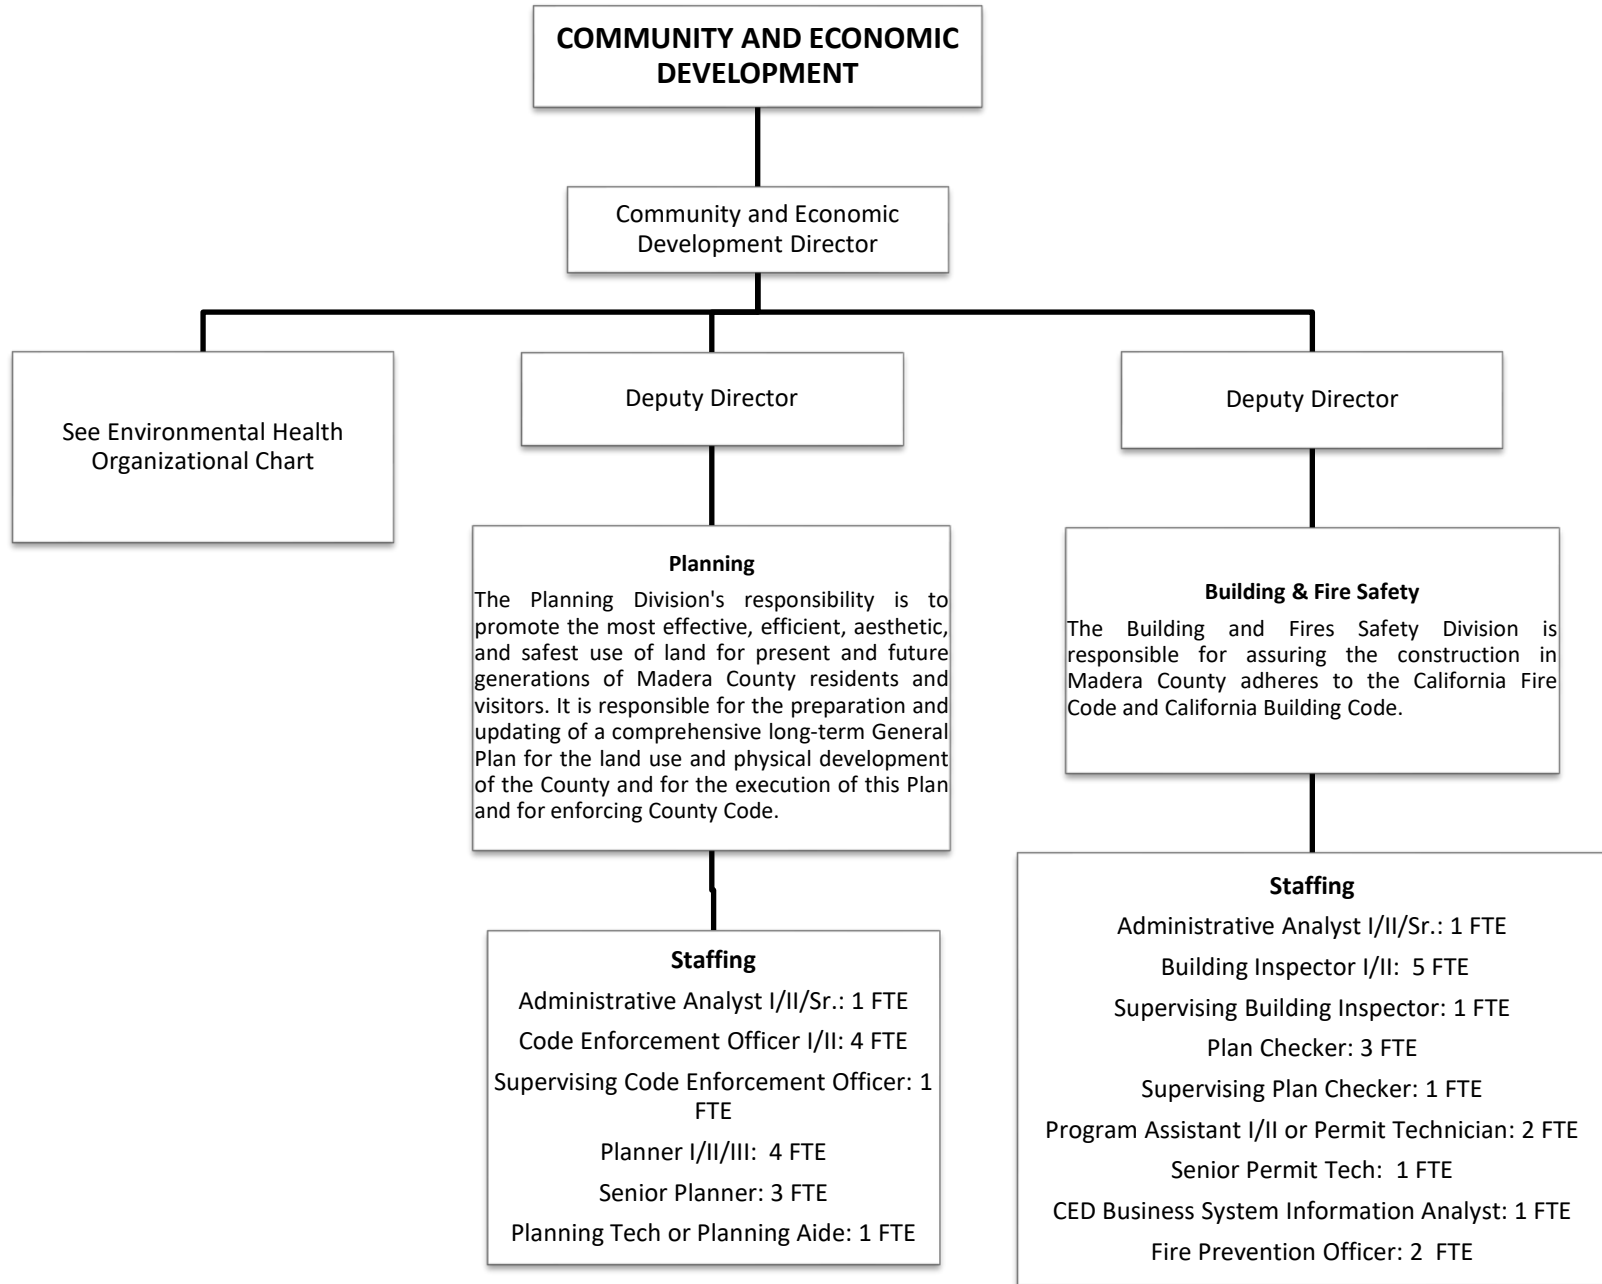 COMMUNITY AND ECONOMIC
DEVELOPMENT
Community and Economic
Development Director
See Environmental Health
Organizational Chart
Deputy Director
Deputy Director
Planning
The Planning Division's responsibility is to
promote the most effective, efficient, aesthetic,
and safest use of land for present and future
generations of Madera County residents and
visitors. It is responsible for the preparation and
updating of a comprehensive long-term General
Plan for the land use and physical development
of the County and for the execution of this Plan
and for enforcing County Code.
Building & Fire Safety
The Building and Fires Safety Division is
responsible for assuring the construction in
Madera County adheres to the California Fire
Code and California Building Code.
Staffing
Administrative Analyst I/II/Sr.: 1 FTE
Code Enforcement Officer I/II: 4 FTE
Supervising Code Enforcement Officer: 1
FTE
Planner I/II/III: 4 FTE
Senior Planner: 3 FTE
Planning Tech or Planning Aide: 1 FTE
Staffing
Administrative Analyst I/II/Sr.: 1 FTE
Building Inspector I/II: 5 FTE
Supervising Building Inspector: 1 FTE
Plan Checker: 3 FTE
Supervising Plan Checker: 1 FTE
Program Assistant I/II or Permit Technician: 2 FTE
Senior Permit Tech: 1 FTE
CED Business System Information Analyst: 1 FTE
Fire Prevention Officer: 2 FTE